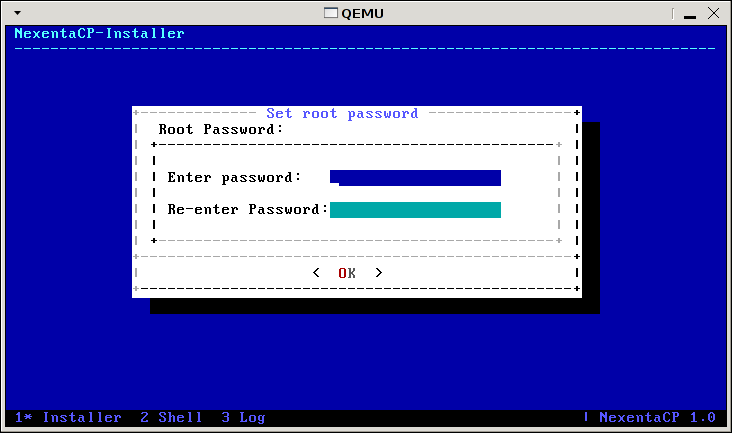 QEMU
NexentaCP-Installer
Set root password
Root Password:
Enter password:
Re-enter Password:
< OK >
1* Installer 2 Shell 3 Log | NexentaCP 1.0